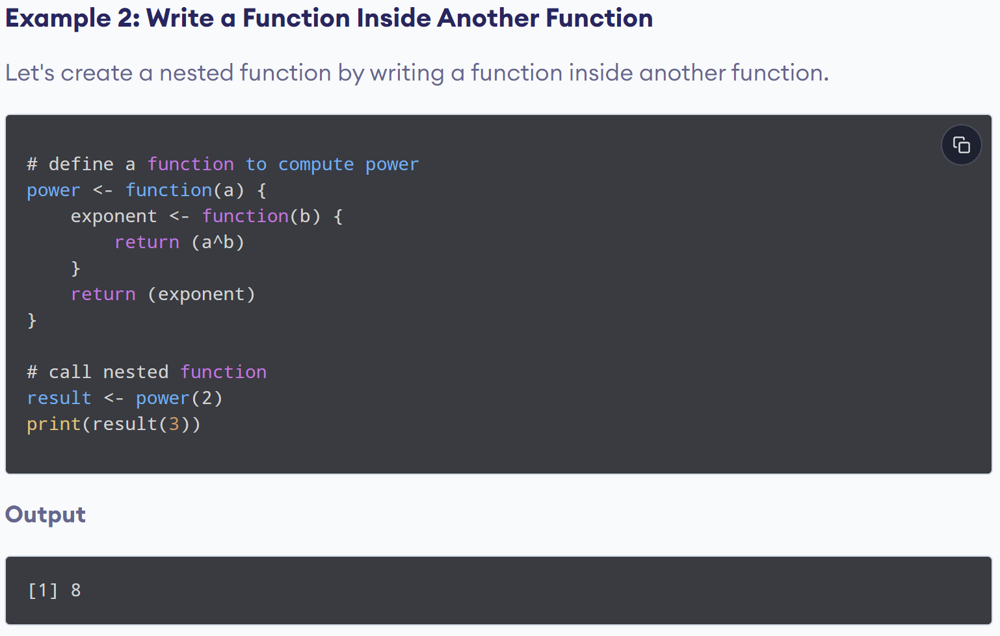 Example 2: Write a Function Inside Another Function
Let's create a nested function by writing a function inside another function.
# define a function to compute power
power <- function(a) {
    exponent <- function(b) {
        return (a^b)
    }
    return (exponent)
}
# call nested function
result <- power(2)
print(result(3))
Output
[1] 8